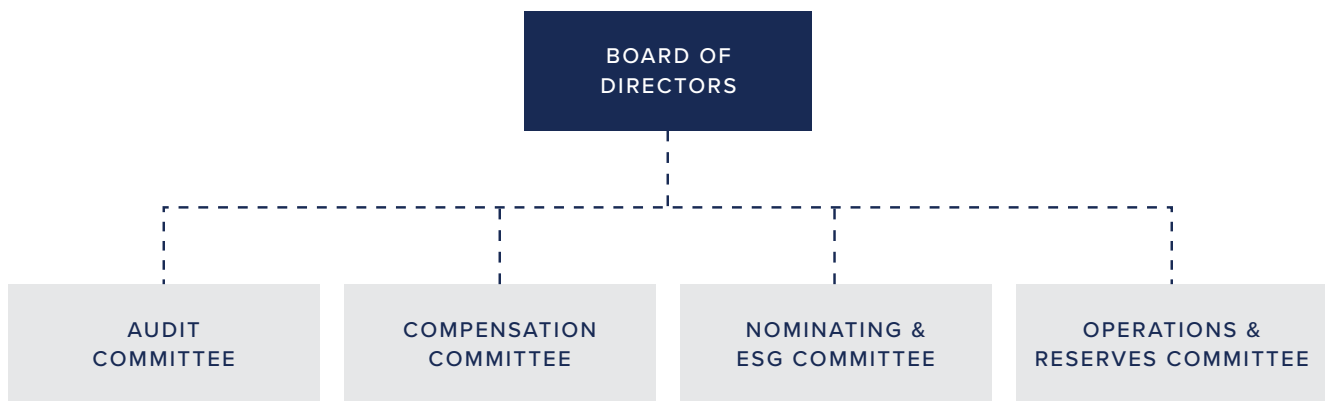 BOARD OF
DIRECTORS
AUDIT
COMMITTEE
COMPENSATION
COMMITTEE
NOMINATING &
ESG COMMITTEE
OPERATIONS &
RESERVES COMMITTEE